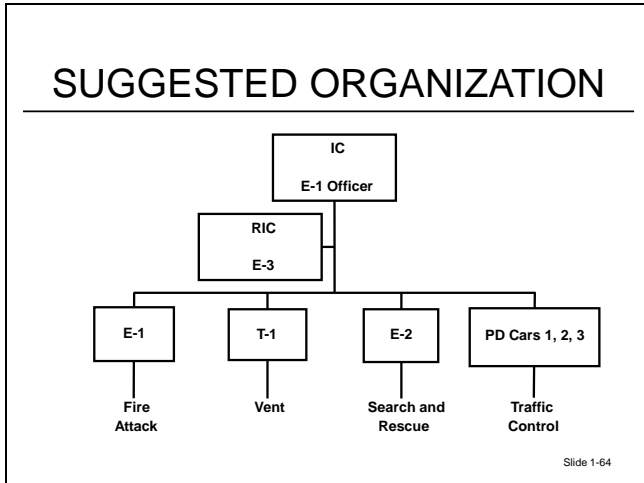 SUGGESTED ORGANIZATION
IC
E-1 Officer
RIC
E-3
E-1
T-1
E-2
PD Cars 1, 2, 3
Fire
Attack
Vent
Search and
Rescue
Traffic
Control
Slide 1-64